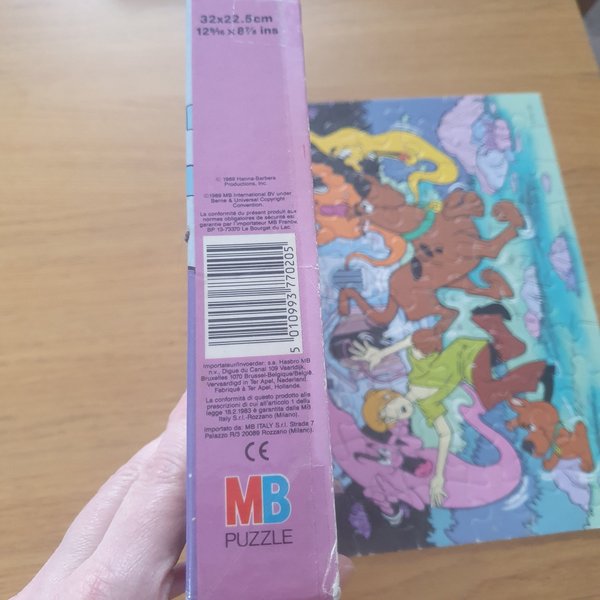 32x22.5cm
12⁹⁄₁₆ x 8⅞ ins
© 1989 Hanna-Barbera
Productions, Inc.
©1989 MB International BV under
Berne & Universal Copyright
Convention.
La conformité du présent produit aux
normes obligatoires de sécurité est
garantie par l'importateur MB France,
BP 10-73370 Le Bourget du Lac.
5 010993 770205
Importateur/Invoerder: s.a. Hasbro MB
n.v., Digue du Canal 109 Vaartdijk,
Bruxelles 1070 Brussel-Belgique/België.
Vervaardigd in Ter Apel, Nederland.
Fabriqué à Ter Apel, Hollande.
La conformità di questo prodotto alle
prescrizioni di cui all'articolo 1 della
legge 18.2.1983 è garantita dalla MB
Italy S.r.l.-Rozzano (Milano).
Importato da: MB ITALY S.r.l. Strada 7
Palazzo R/3 20089 Rozzano (Milano).
CE
MB
PUZZLE